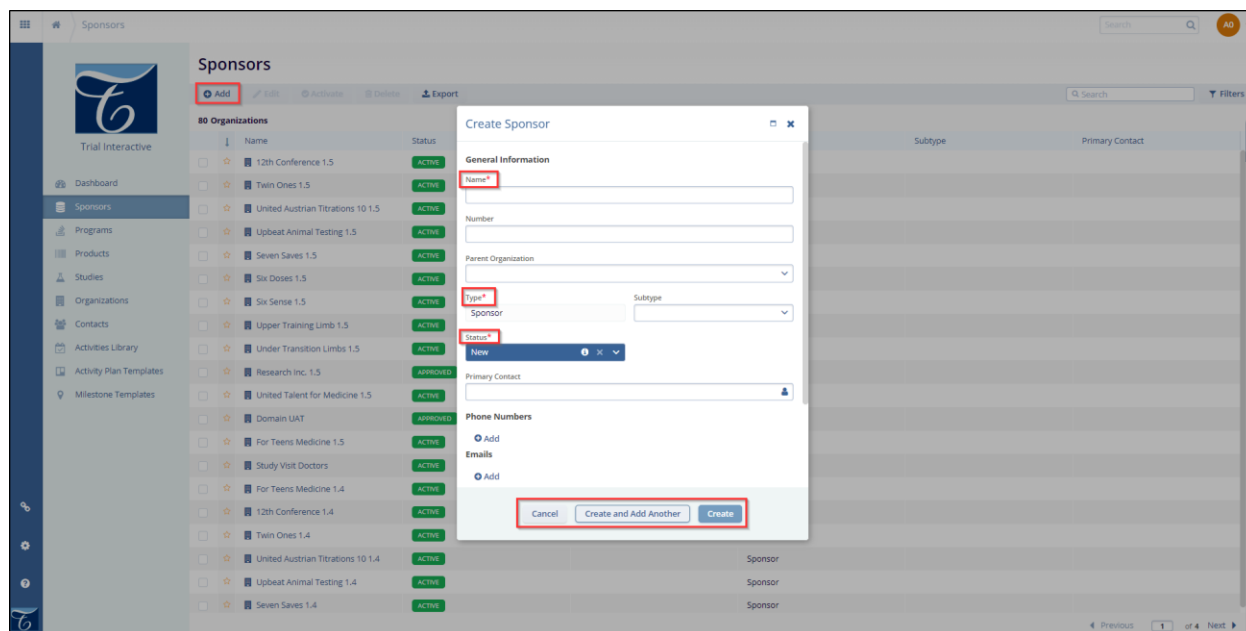 Sponsors
Search
AO
Trial Interactive
Dashboard
Sponsors
Programs
Products
Studies
Organizations
Contacts
Activities Library
Activity Plan Templates
Milestone Templates
Sponsors
Add Edit Activate Delete Export
Search Filters
80 Organizations
Name Status Subtype Primary Contact
12th Conference 1.5 ACTIVE
Twin Ones 1.5 ACTIVE
United Austrian Titrations 10 1.5 ACTIVE
Upbeat Animal Testing 1.5 ACTIVE
Seven Saves 1.5 ACTIVE
Six Doses 1.5 ACTIVE
Six Sense 1.5 ACTIVE
Upper Training Limb 1.5 ACTIVE
Under Transition Limbs 1.5 ACTIVE
Research Inc. 1.5 APPROVED
United Talent for Medicine 1.5 ACTIVE
Domain UAT APPROVED
For Teens Medicine 1.5 ACTIVE
Study Visit Doctors ACTIVE
For Teens Medicine 1.4 ACTIVE
12th Conference 1.4 ACTIVE
Twin Ones 1.4 ACTIVE
United Austrian Titrations 10 1.4 ACTIVE Sponsor
Upbeat Animal Testing 1.4 ACTIVE Sponsor
Seven Saves 1.4 ACTIVE Sponsor
Previous 1 of 4 Next
Create Sponsor
General Information
Name*
Number
Parent Organization
Type* Subtype
Sponsor
Status*
New
Primary Contact
Phone Numbers
Add
Emails
Add
Cancel Create and Add Another Create